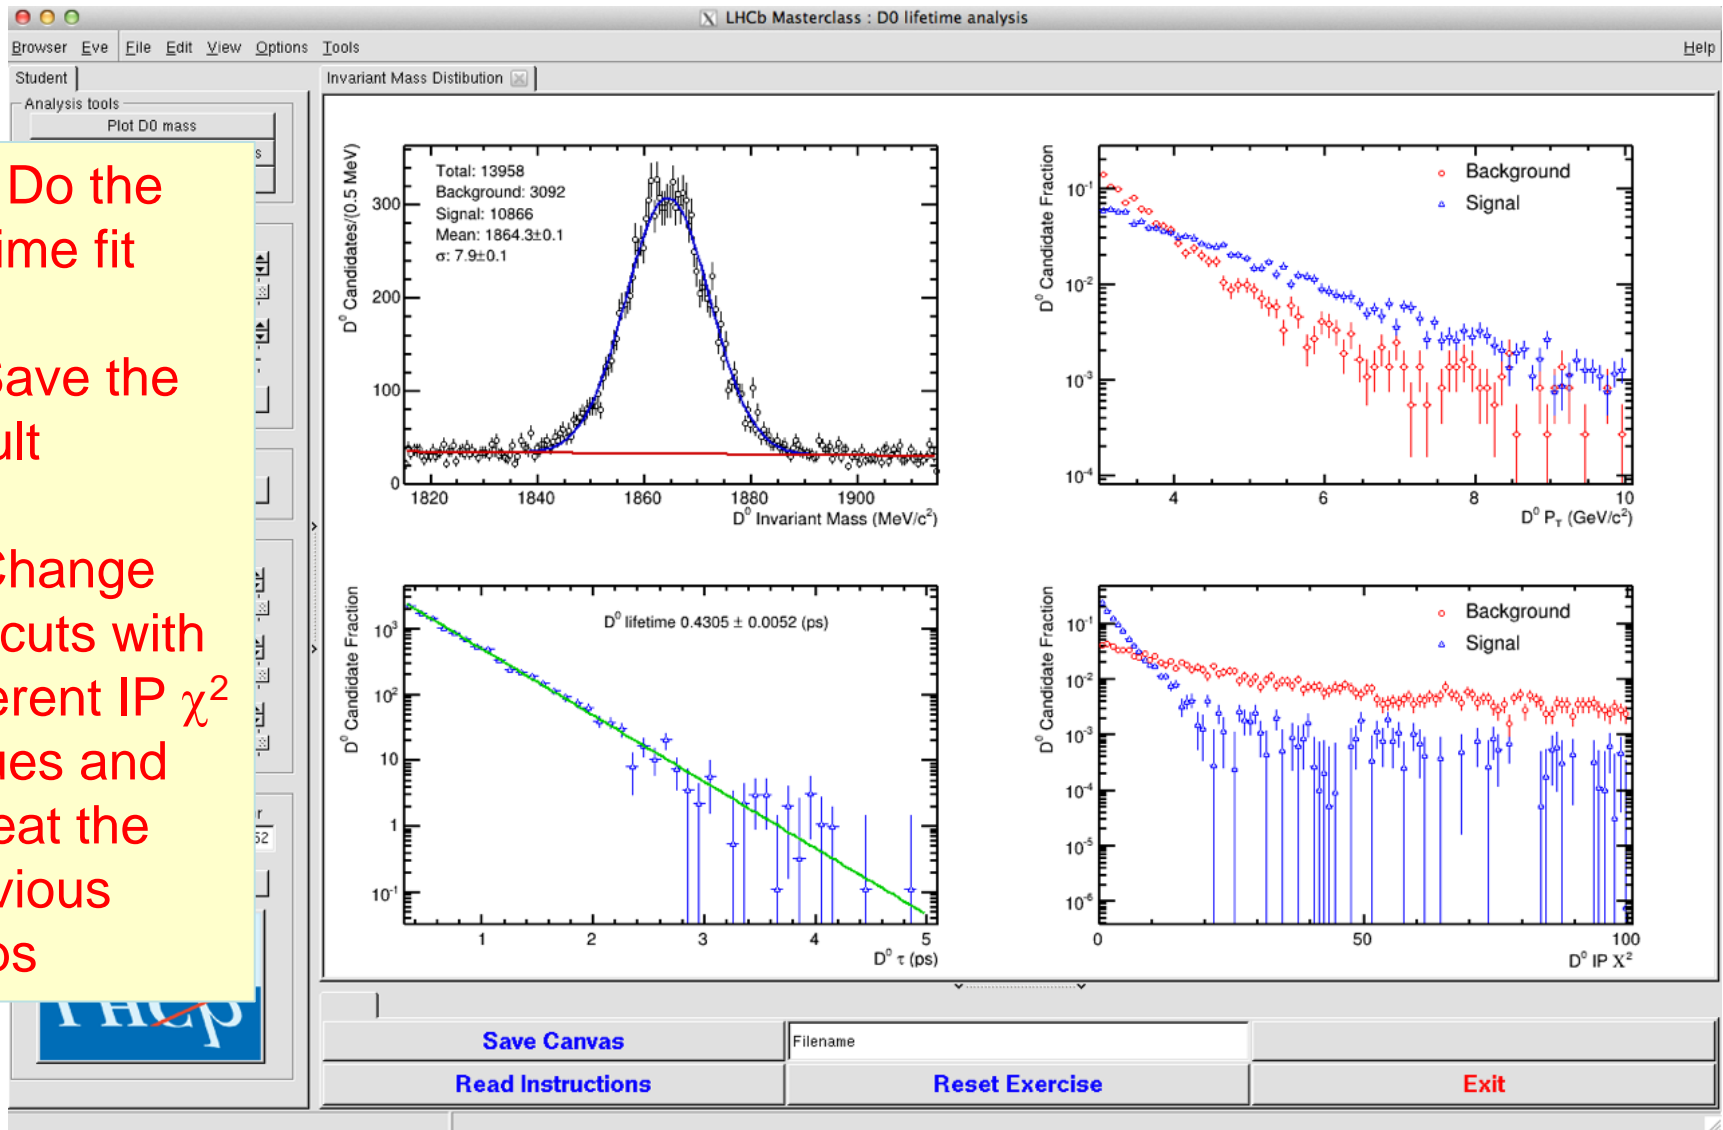 LHCb Masterclass : D0 lifetime analysis
Browser Eve File Edit View Options Tools Help
Student
Invariant Mass Distibution
Analysis tools
Plot D0 mass
s
Do the
ime fit
Save the
ult
Change
cuts with
erent IP χ²
ues and
eat the
vious
os
r
52
LHCb
D⁰ Candidates/(0.5 MeV)
300
200
100
0
Total: 13958
Background: 3092
Signal: 10866
Mean: 1864.3±0.1
σ: 7.9±0.1
1820 1840 1860 1880 1900
D⁰ Invariant Mass (MeV/c²)
D⁰ Candidate Fraction
10⁻¹
10⁻²
10⁻³
10⁻⁴
Background
Signal
4 6 8 10
D⁰ P_T (GeV/c²)
D⁰ Candidate Fraction
10³
10²
10
1
10⁻¹
D⁰ lifetime 0.4305 ± 0.0052 (ps)
1 2 3 4 5
D⁰ τ (ps)
D⁰ Candidate Fraction
10⁻¹
10⁻²
10⁻³
10⁻⁴
10⁻⁵
10⁻⁶
Background
Signal
0 50 100
D⁰ IP Χ²
Save Canvas
Filename
Read Instructions
Reset Exercise
Exit